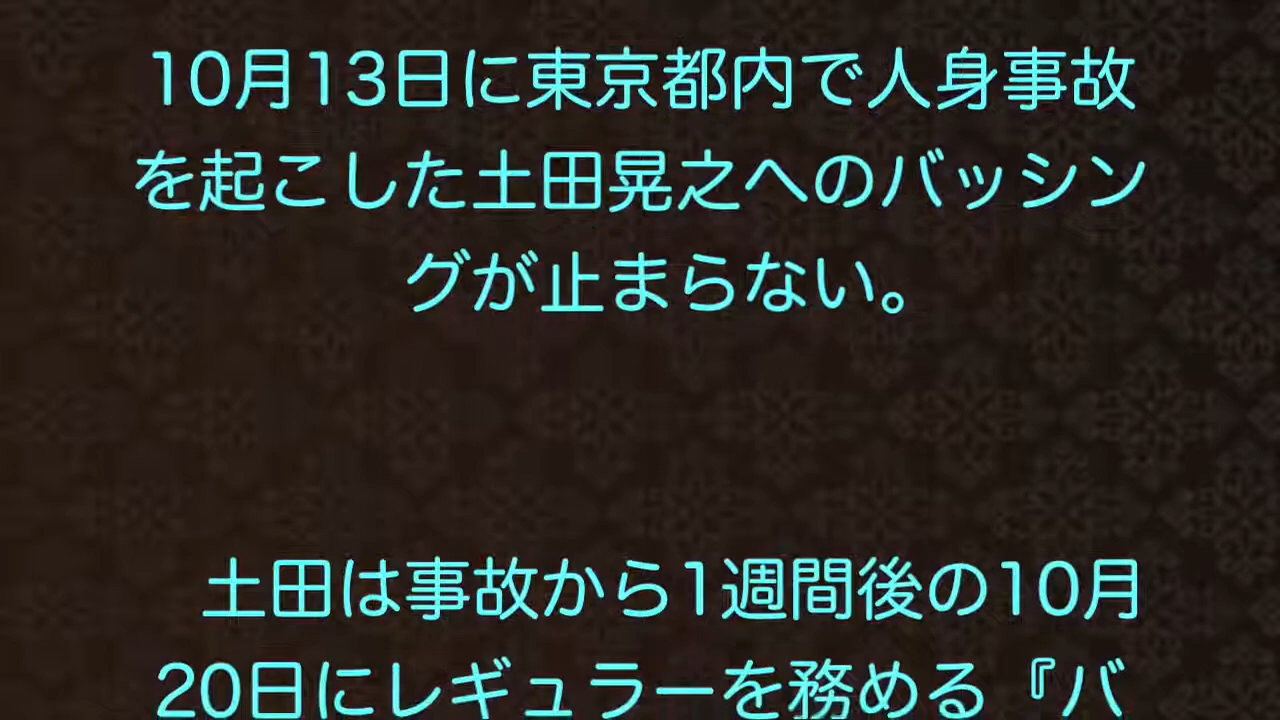 10月13日に東京都内で人身事故
を起こした土田晃之へのバッシン
グが止まらない。
土田は事故から1週間後の10月
20日にレギュラーを務める『バ